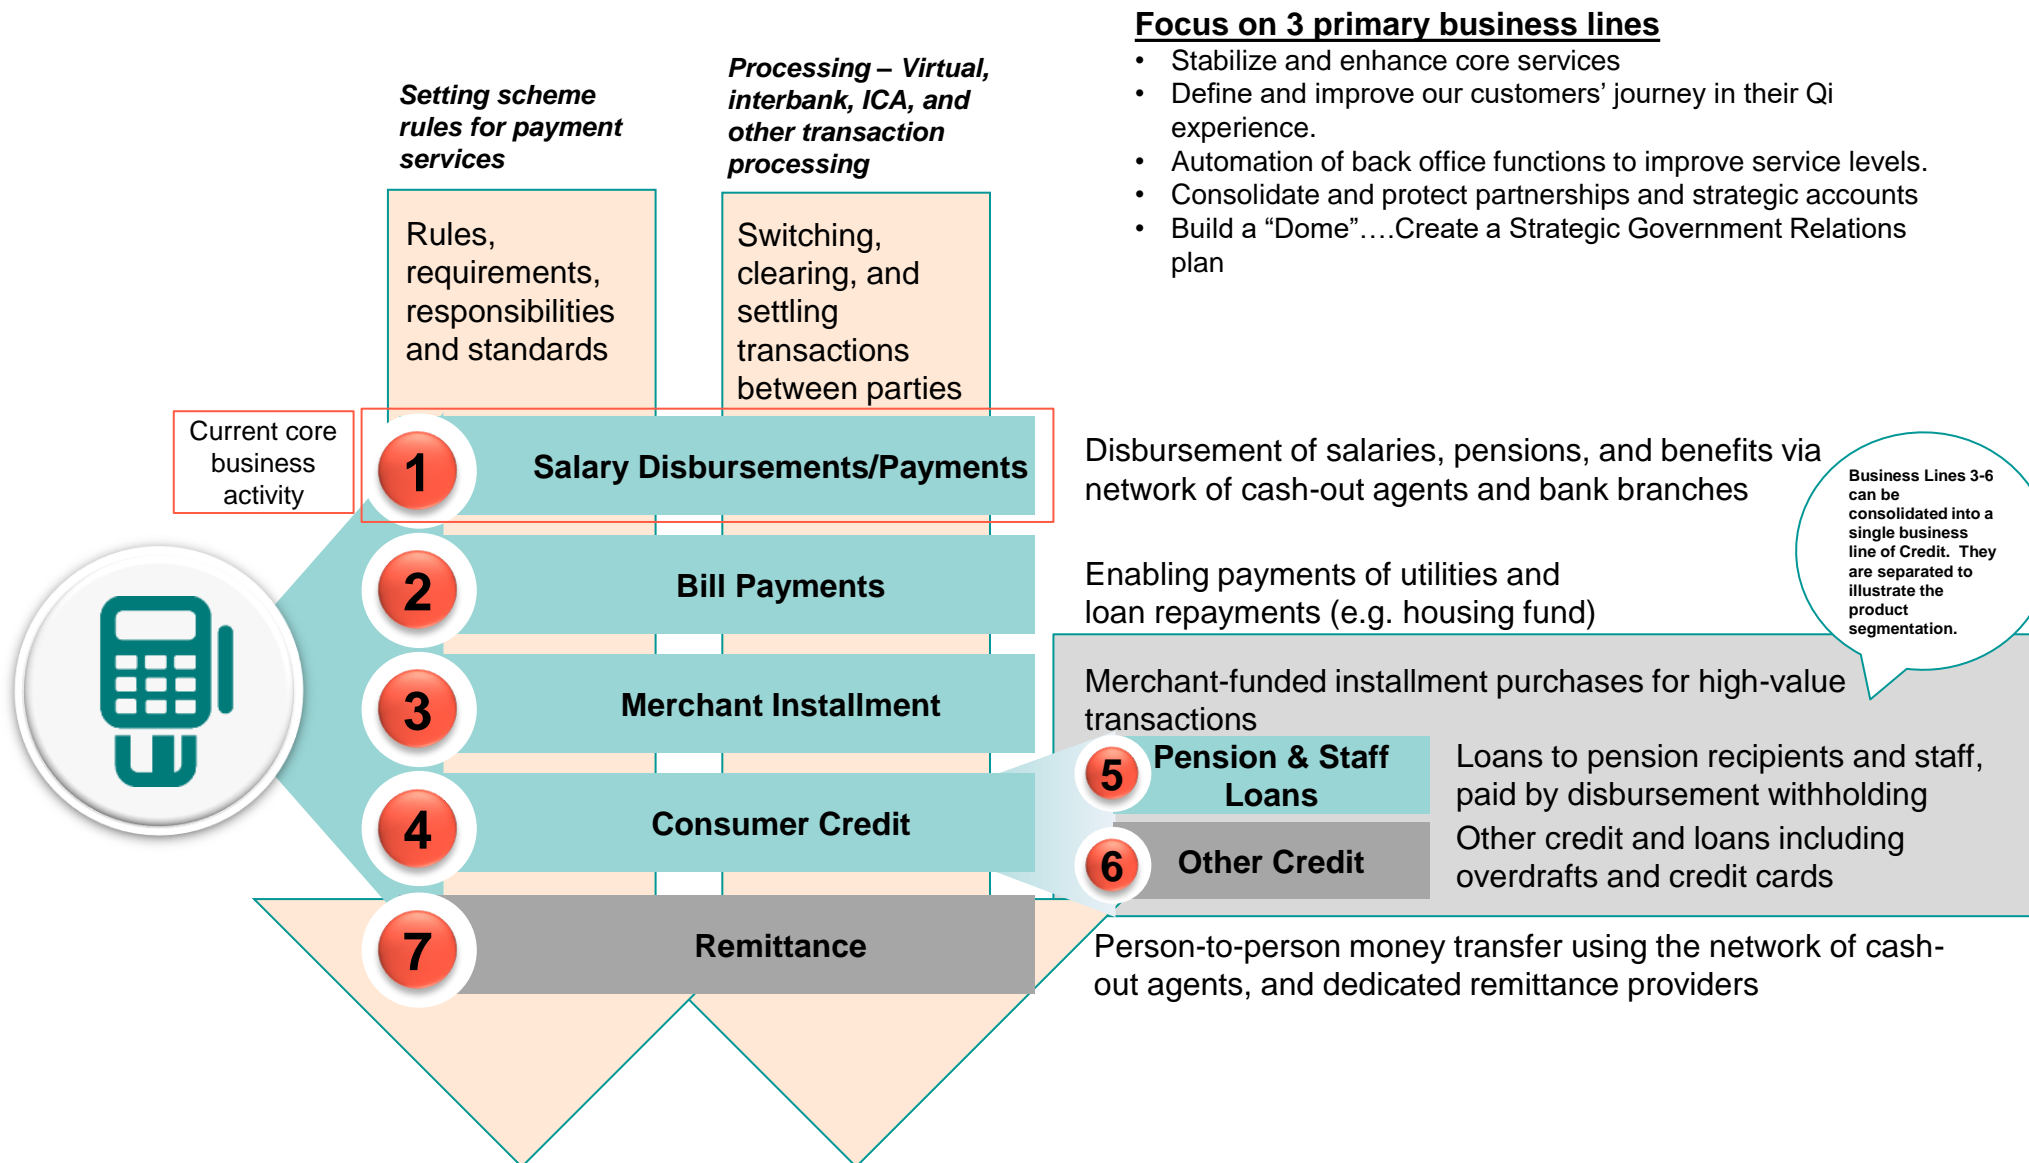 Focus on 3 primary business lines
• Stabilize and enhance core services
• Define and improve our customers’ journey in their Qi
experience.
• Automation of back office functions to improve service levels.
• Consolidate and protect partnerships and strategic accounts
• Build a “Dome”….Create a Strategic Government Relations
plan
Setting scheme
rules for payment
services
Processing – Virtual,
interbank, ICA, and
other transaction
processing
Rules,
requirements,
responsibilities
and standards
Switching,
clearing, and
settling
transactions
between parties
Current core
business
activity
1
Salary Disbursements/Payments
Disbursement of salaries, pensions, and benefits via
network of cash-out agents and bank branches
Business Lines 3-6
can be
consolidated into a
single business
line of Credit. They
are separated to
illustrate the
product
segmentation.
2
Bill Payments
Enabling payments of utilities and
loan repayments (e.g. housing fund)
3
Merchant Installment
Merchant-funded installment purchases for high-value
transactions
4
Consumer Credit
5
Pension & Staff
Loans
Loans to pension recipients and staff,
paid by disbursement withholding
6
Other Credit
Other credit and loans including
overdrafts and credit cards
7
Remittance
Person-to-person money transfer using the network of cash-
out agents, and dedicated remittance providers